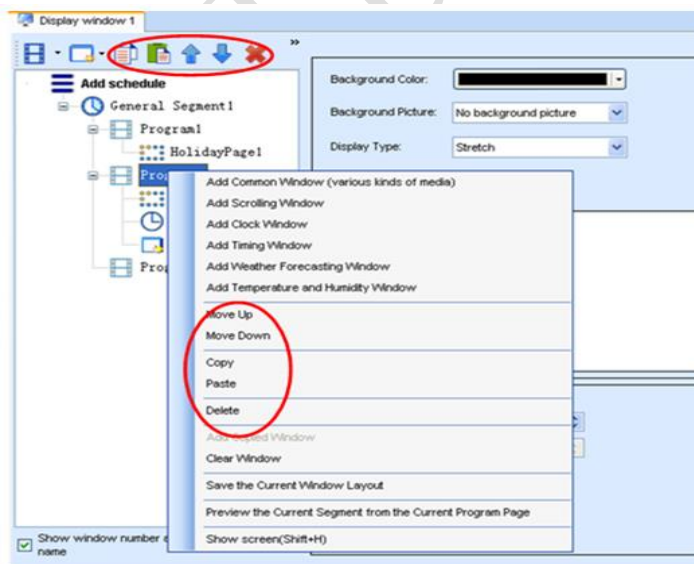 Display window 1
»
Add schedule
General Segment1
Program1
HolidayPage1
Background Color:
Background Picture: No background picture
Display Type: Stretch
Add Common Window (various kinds of media)
Add Scrolling Window
Add Clock Window
Add Timing Window
Add Weather Forecasting Window
Add Temperature and Humidity Window
Move Up
Move Down
Copy
Paste
Delete
Add Copied Window
Clear Window
Save the Current Window Layout
Preview the Current Segment from the Current Program Page
Show screen(Shift+H)
Show window number
name